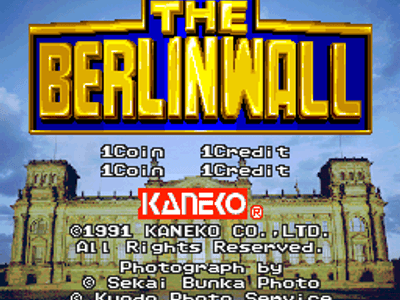 THE
BERLINWALL
1Coin 1Credit
1Coin 1Credit
KANEKO ®
©1991 KANEKO CO.,LTD.
All Rights Reserved.
Photograph by
© Sekai Bunka Photo
© Kyodo Photo Service